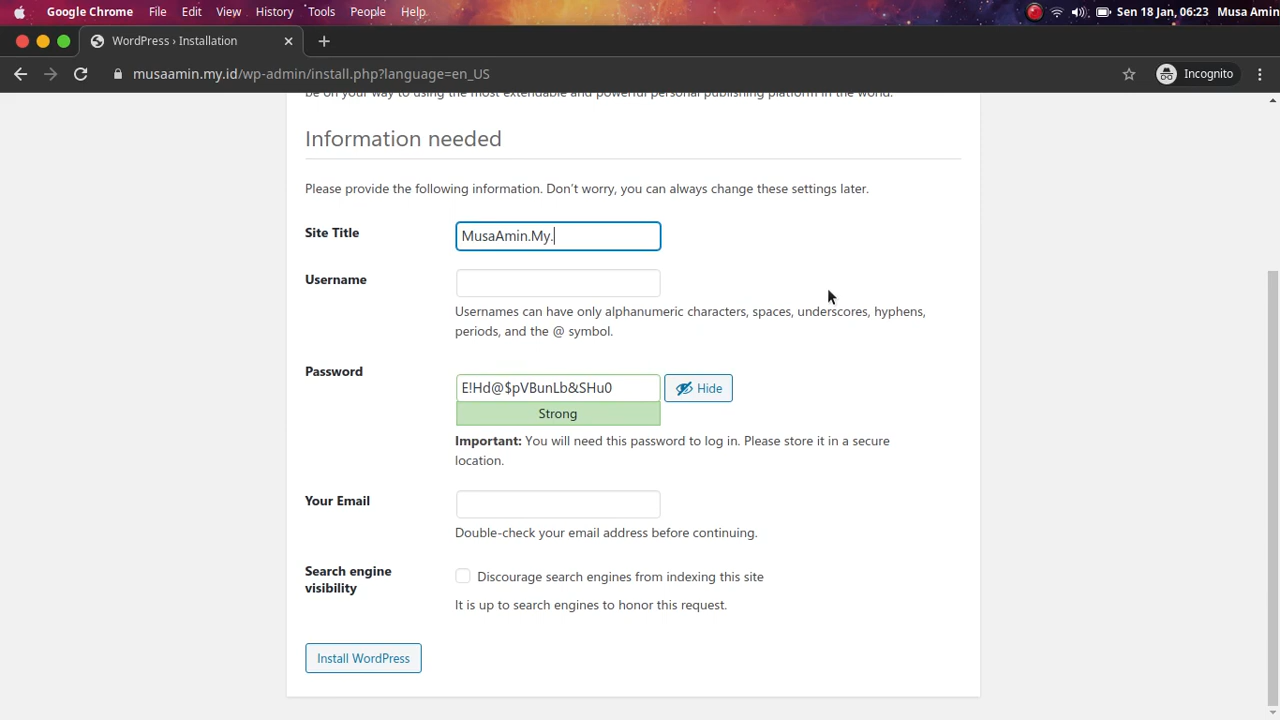 Google Chrome File Edit View History Tools People Help Sen 18 Jan, 06:23 Musa Amin
WordPress › Installation
musaamin.my.id/wp-admin/install.php?language=en_US Incognito
be on your way to using the most extendable and powerful personal publishing platform in the world.
Information needed
Please provide the following information. Don’t worry, you can always change these settings later.
Site Title MusaAmin.My.
Username
Usernames can have only alphanumeric characters, spaces, underscores, hyphens,
periods, and the @ symbol.
Password
E!Hd@$pVBunLb&SHu0 Hide
Strong
Important: You will need this password to log in. Please store it in a secure
location.
Your Email
Double-check your email address before continuing.
Search engine
visibility
Discourage search engines from indexing this site
It is up to search engines to honor this request.
Install WordPress